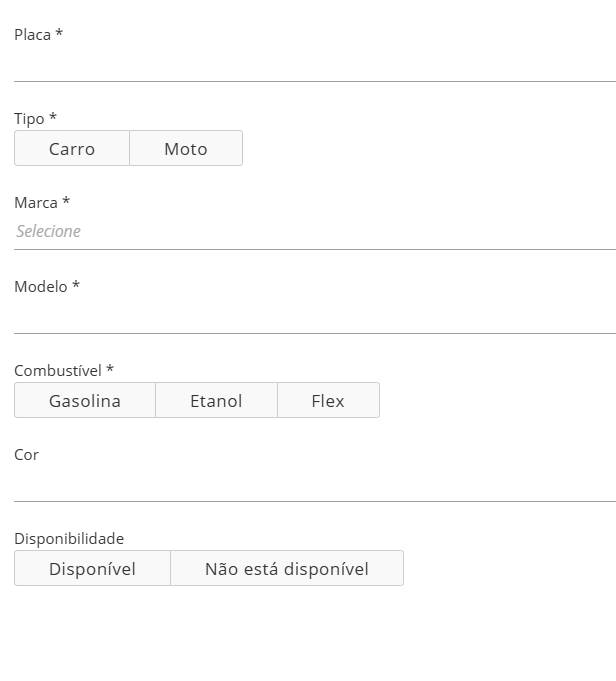 Placa *
Tipo *
Carro Moto
Marca *
Selecione
Modelo *
Combustível *
Gasolina Etanol Flex
Cor
Disponibilidade
Disponível Não está disponível